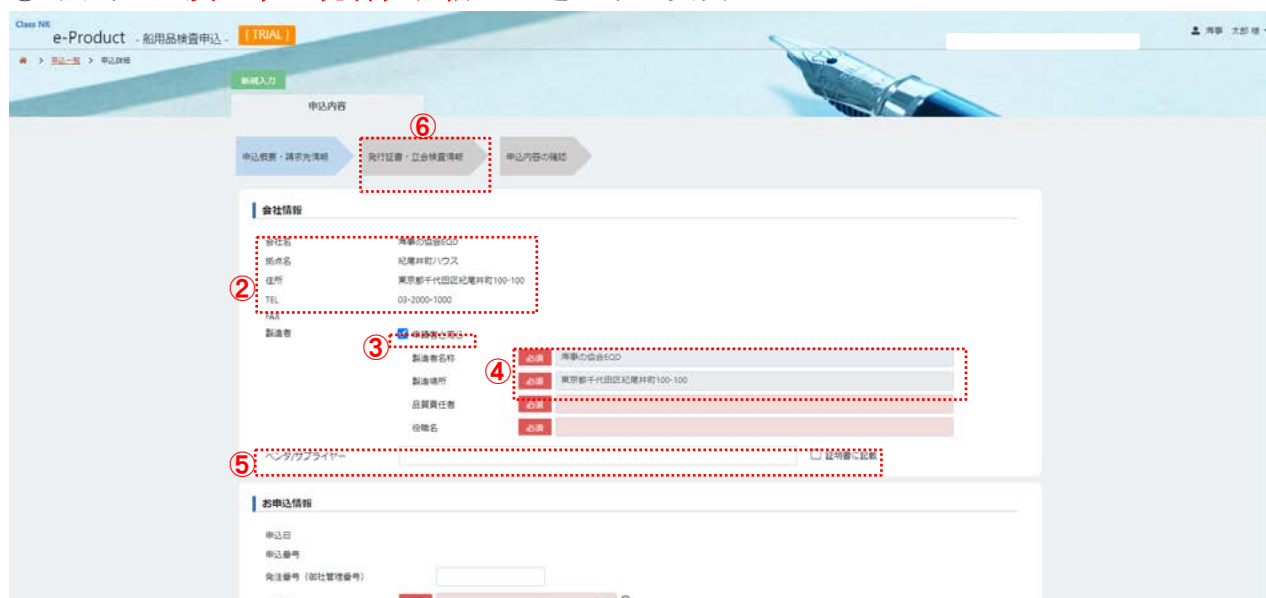 Class NK
e-Product - 船用品検査申込 - [ TRIAL ]
海事 太郎 様
> 申込一覧 > 申込詳細
新規入力
申込内容
⑥
申込概要・請求先情報 発行証書・立会検査情報 申込内容の確認
会社情報
会社名 海事の協会EQD
拠点名 紀尾井町ハウス
② 住所 東京都千代田区紀尾井町100-100
TEL 03-2000-1000
FAX
製造者 申請者と同じ
③
製造者名称 必須 海事の協会EQD
④
製造場所 必須 東京都千代田区紀尾井町100-100
品質責任者 必須
役職名 必須
⑤ ベンダ/サプライヤー 証明書に記載
お申込情報
申込日
申込番号
発注番号（御社管理番号）